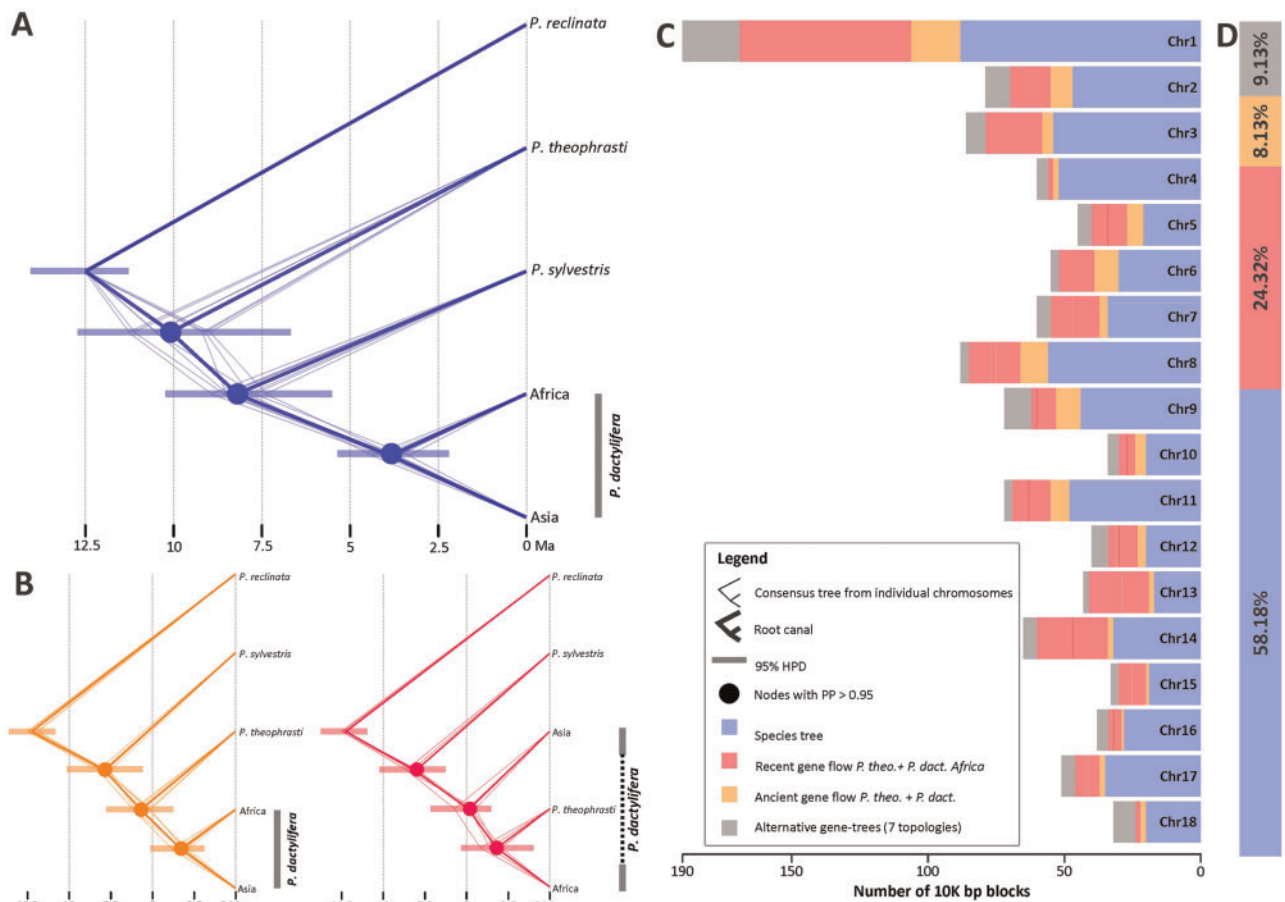 A
P. reclinata
P. theophrasti
P. sylvestris
Africa
Asia
P. dactylifera
12.5 10 7.5 5 2.5 0 Ma
B
P. reclinata
P. sylvestris
P. theophrasti
Africa
Asia
P. dactylifera
P. reclinata
P. sylvestris
Asia
P. theophrasti
Africa
P. dactylifera
C
Chr1
Chr2
Chr3
Chr4
Chr5
Chr6
Chr7
Chr8
Chr9
Chr10
Chr11
Chr12
Chr13
Chr14
Chr15
Chr16
Chr17
Chr18
190 150 100 50 0
Number of 10K bp blocks
Legend
Consensus tree from individual chromosomes
Root canal
95% HPD
Nodes with PP > 0.95
Species tree
Recent gene flow P. theo.+ P. dact. Africa
Ancient gene flow P. theo. + P. dact.
Alternative gene-trees (7 topologies)
D
9.13%
8.13%
24.32%
58.18%